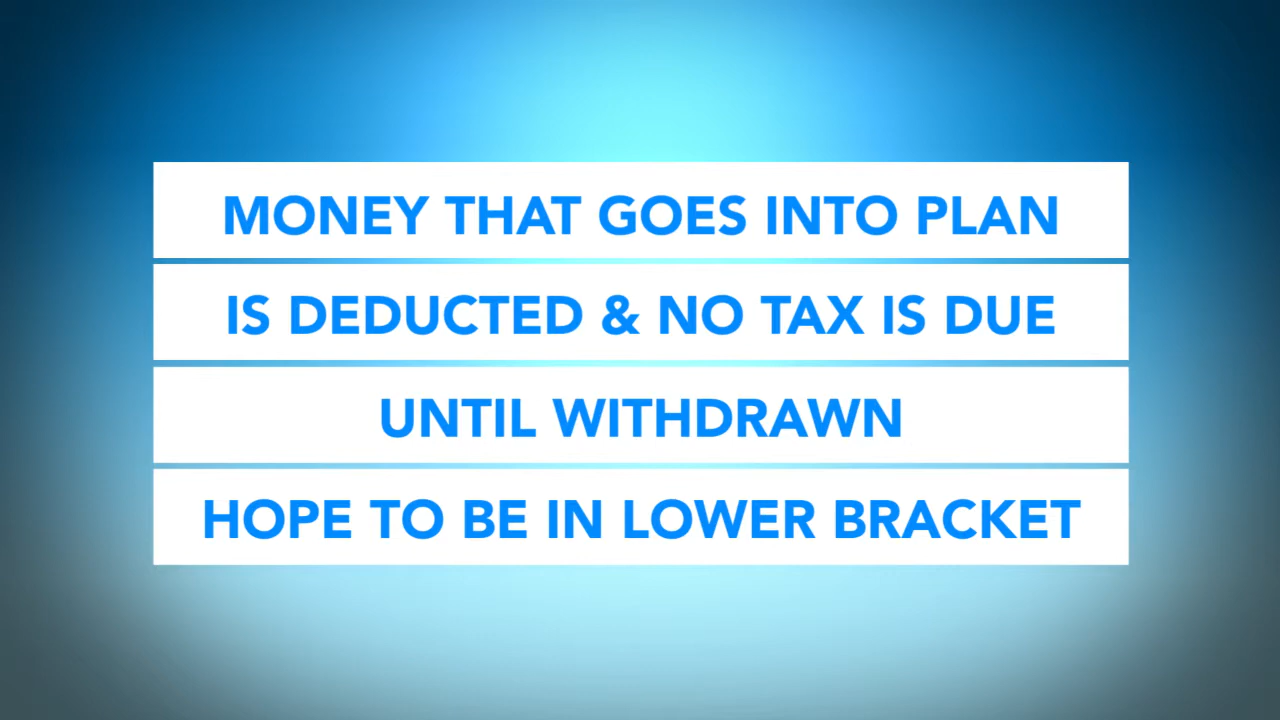 MONEY THAT GOES INTO PLAN
IS DEDUCTED & NO TAX IS DUE
UNTIL WITHDRAWN
HOPE TO BE IN LOWER BRACKET